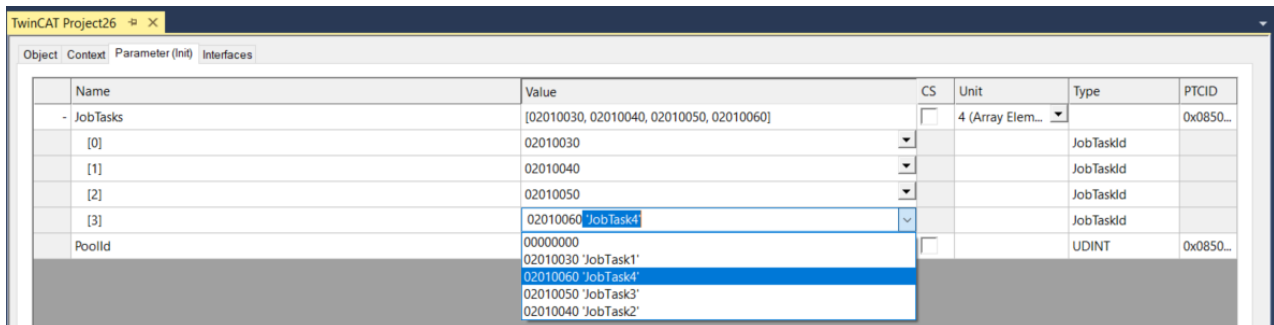 TwinCAT Project26
Object Context Parameter (Init) Interfaces
Name Value CS Unit Type PTCID
- JobTasks [02010030, 02010040, 02010050, 02010060] 4 (Array Elem... 0x0850...
[0] 02010030 JobTaskId
[1] 02010040 JobTaskId
[2] 02010050 JobTaskId
[3] 02010060 'JobTask4' JobTaskId
PoolId UDINT 0x0850...
00000000
02010030 'JobTask1'
02010060 'JobTask4'
02010050 'JobTask3'
02010040 'JobTask2'